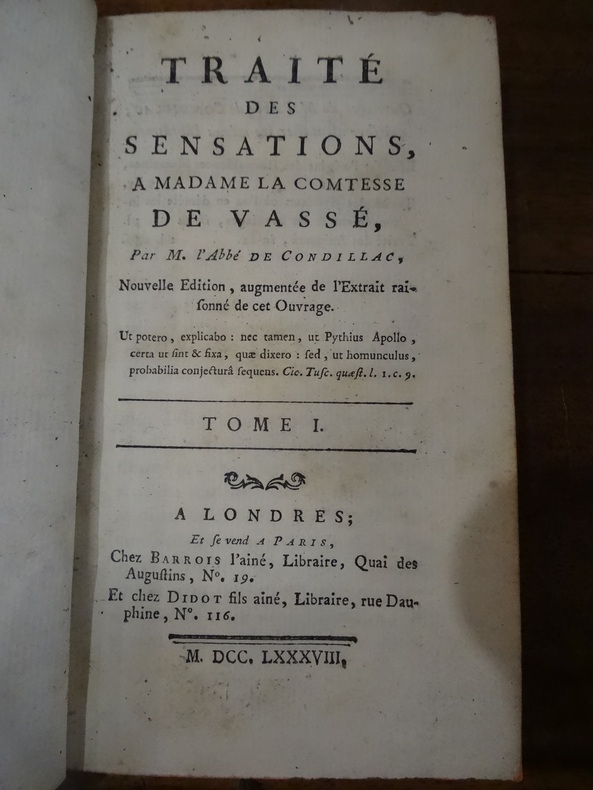 TRAITÉ
DES
SENSATIONS,
A MADAME LA COMTESSE
DE VASSÉ,
Par M. l'Abbé DE CONDILLAC,
Nouvelle Edition, augmentée de l'Extrait rai-
ſonné de cet Ouvrage.
Ut potero, explicabo: nec tamen, ut Pythius Apollo,
certa ut ſint & fixa, quæ dixero: ſed, ut homunculus,
probabilia conjecturâ ſequens. Cic. Tuſc. quæſt. l. 1. c. 9.
TOME I.
A LONDRES;
Et ſe vend A PARIS,
Chez BARROIS l'ainé, Libraire, Quai des
Auguſtins, N°. 19.
Et chez DIDOT fils ainé, Libraire, rue Dau-
phine, N°. 116.
M. DCC. LXXXVIII,